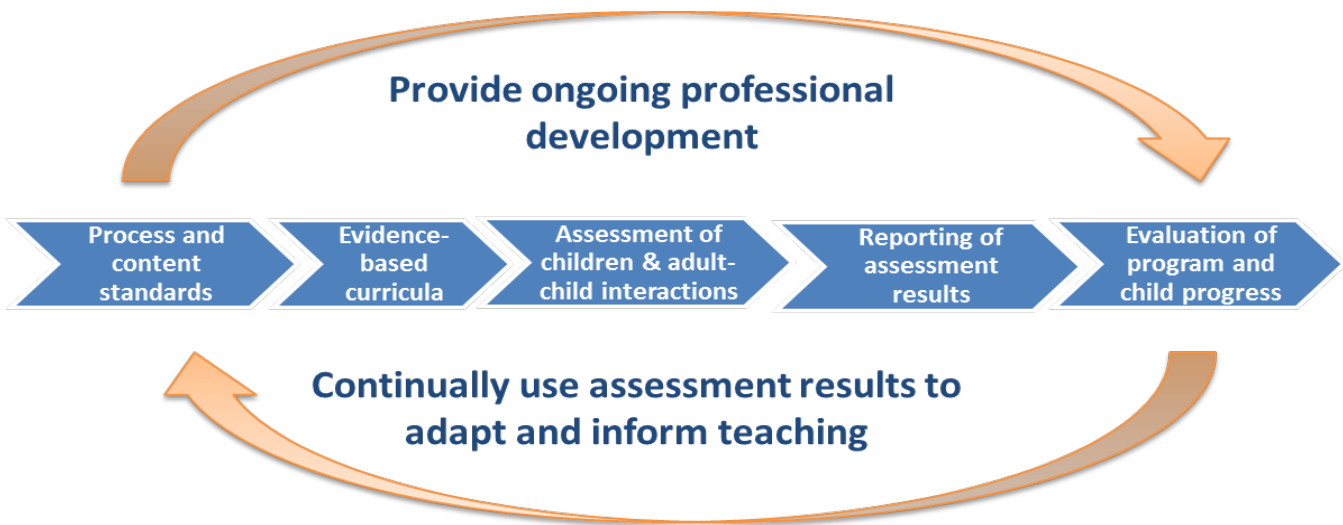 Provide ongoing professional
development
Process and
content
standards
Evidence-
based
curricula
Assessment of
children & adult-
child interactions
Reporting of
assessment
results
Evaluation of
program and
child progress
Continually use assessment results to
adapt and inform teaching